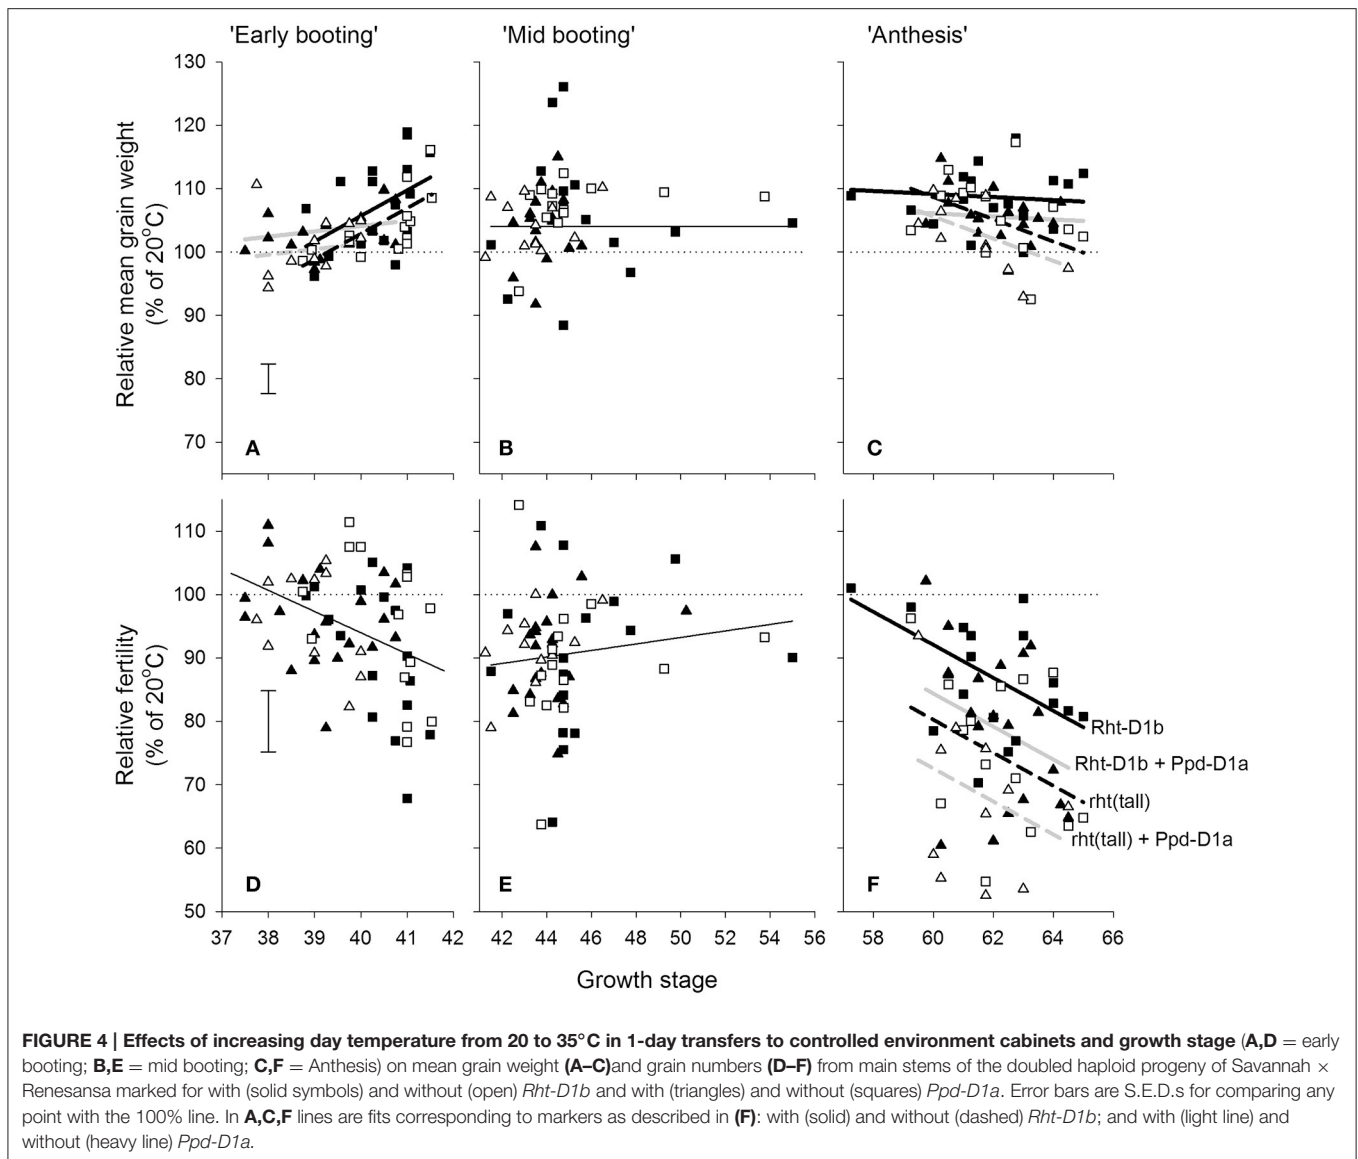 'Early booting' 'Mid booting' 'Anthesis'
Relative mean grain weight
(% of 20°C)
130
120
110
100
90
80
70
A B C
Relative fertility
(% of 20°C)
110
100
90
80
70
60
50
Rht-D1b
Rht-D1b + Ppd-D1a
rht(tall)
rht(tall) + Ppd-D1a
D E F
37 38 39 40 41 42 42 44 46 48 50 52 54 56 58 60 62 64 66
Growth stage
FIGURE 4 | Effects of increasing day temperature from 20 to 35°C in 1-day transfers to controlled environment cabinets and growth stage (A,D = early
booting; B,E = mid booting; C,F = Anthesis) on mean grain weight (A–C)and grain numbers (D–F) from main stems of the doubled haploid progeny of Savannah ×
Renesansa marked for with (solid symbols) and without (open) Rht-D1b and with (triangles) and without (squares) Ppd-D1a. Error bars are S.E.D.s for comparing any
point with the 100% line. In A,C,F lines are fits corresponding to markers as described in (F): with (solid) and without (dashed) Rht-D1b; and with (light line) and
without (heavy line) Ppd-D1a.